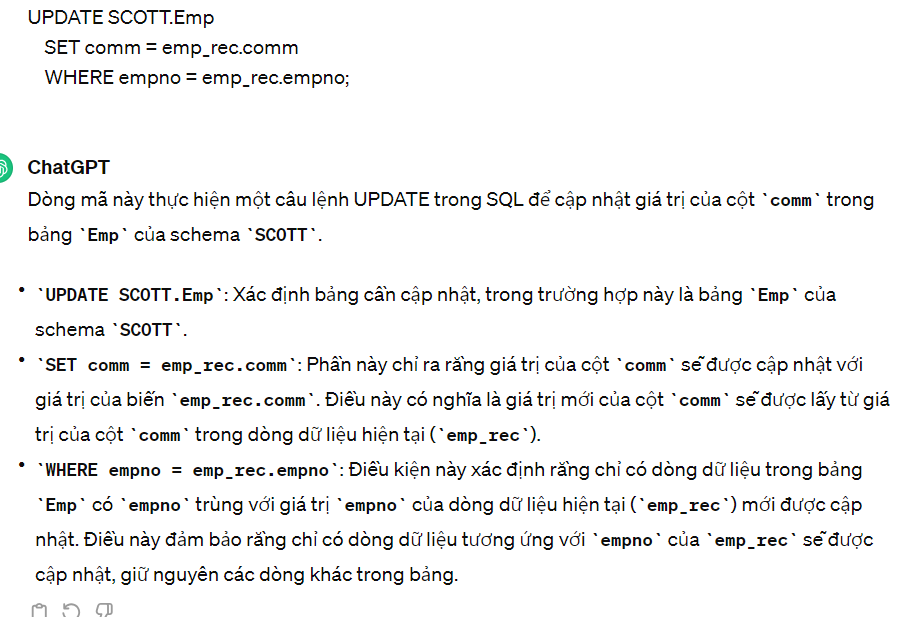 UPDATE SCOTT.Emp
SET comm = emp_rec.comm
WHERE empno = emp_rec.empno;
ChatGPT
Dòng mã này thực hiện một câu lệnh UPDATE trong SQL để cập nhật giá trị của cột `comm` trong
bảng `Emp` của schema `SCOTT`.
• `UPDATE SCOTT.Emp`: Xác định bảng cần cập nhật, trong trường hợp này là bảng `Emp` của
schema `SCOTT`.
• `SET comm = emp_rec.comm`: Phần này chỉ ra rằng giá trị của cột `comm` sẽ được cập nhật với
giá trị của biến `emp_rec.comm`. Điều này có nghĩa là giá trị mới của cột `comm` sẽ được lấy từ giá
trị của cột `comm` trong dòng dữ liệu hiện tại (`emp_rec`).
• `WHERE empno = emp_rec.empno`: Điều kiện này xác định rằng chỉ có dòng dữ liệu trong bảng
`Emp` có `empno` trùng với giá trị `empno` của dòng dữ liệu hiện tại (`emp_rec`) mới được cập
nhật. Điều này đảm bảo rằng chỉ có dòng dữ liệu tương ứng với `empno` của `emp_rec` sẽ được
cập nhật, giữ nguyên các dòng khác trong bảng.